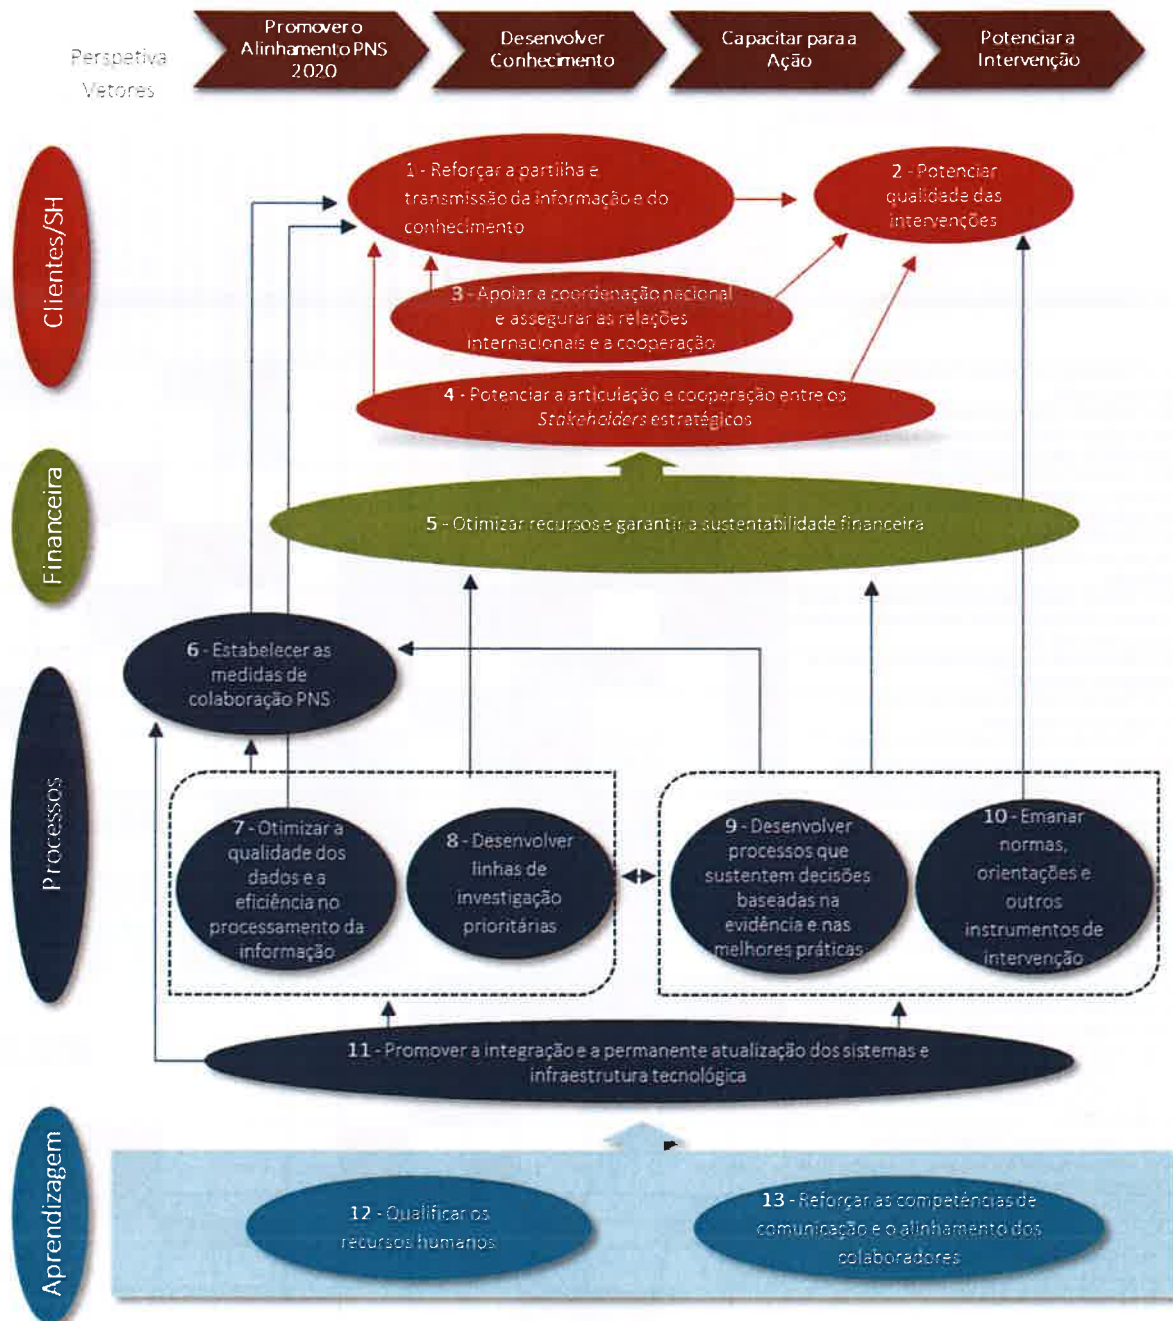 Perspetiva
Vetores
Promover o
Alinhamento PNS
2020
Desenvolver
Conhecimento
Capacitar para a
Ação
Potenciar a
Intervenção
Clientes/SH
1 - Reforçar a partilha e
transmissão da informação e do
conhecimento
2 - Potenciar
qualidade das
intervenções
3 - Apoiar a coordenação nacional
e assegurar as relações
internacionais e a cooperação
4 - Potenciar a articulação e cooperação entre os
Stakeholders estratégicos
Financeira
5 - Otimizar recursos e garantir a sustentabilidade financeira
Processos
6 - Estabelecer as
medidas de
colaboração PNS
7 - Otimizar a
qualidade dos
dados e a
eficiência no
processamento da
informação
8 - Desenvolver
linhas de
investigação
prioritárias
9 - Desenvolver
processos que
sustentem decisões
baseadas na
evidência e nas
melhores práticas
10 - Emanar
normas,
orientações e
outros
instrumentos de
intervenção
11 - Promover a integração e a permanente atualização dos sistemas e
infraestrutura tecnológica
Aprendizagem
12 - Qualificar os
recursos humanos
13 - Reforçar as competências de
comunicação e o alinhamento dos
colaboradores